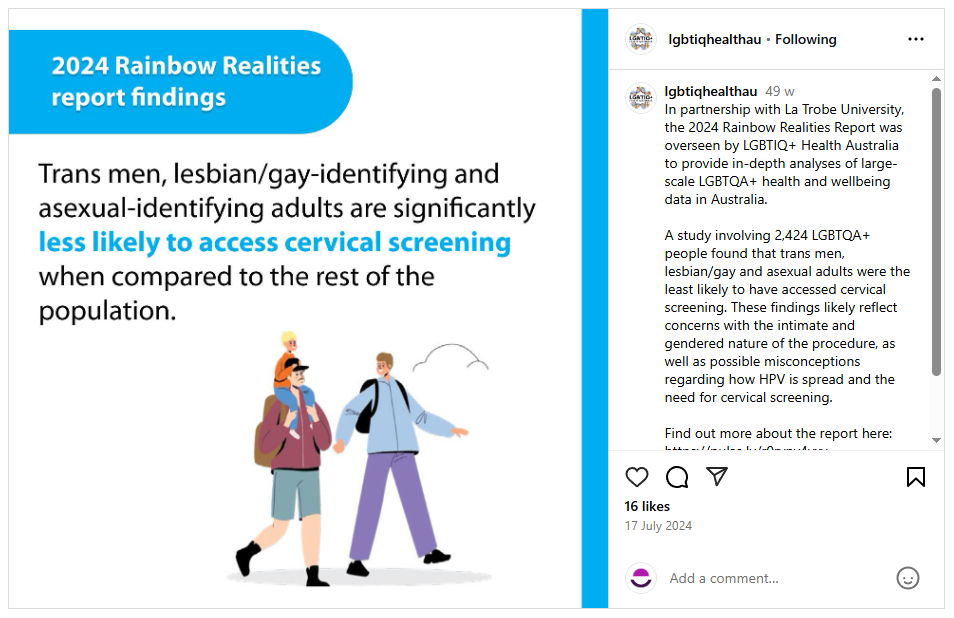 2024 Rainbow Realities
report findings
Trans men, lesbian/gay-identifying and
asexual-identifying adults are significantly
less likely to access cervical screening
when compared to the rest of the
population.
lgbtiqhealthau • Following
lgbtiqhealthau 49 w
In partnership with La Trobe University,
the 2024 Rainbow Realities Report was
overseen by LGBTIQ+ Health Australia
to provide in-depth analyses of large-
scale LGBTQA+ health and wellbeing
data in Australia.
A study involving 2,424 LGBTQA+
people found that trans men,
lesbian/gay and asexual adults were the
least likely to have accessed cervical
screening. These findings likely reflect
concerns with the intimate and
gendered nature of the procedure, as
well as possible misconceptions
regarding how HPV is spread and the
need for cervical screening.
Find out more about the report here:
16 likes
17 July 2024
Add a comment...